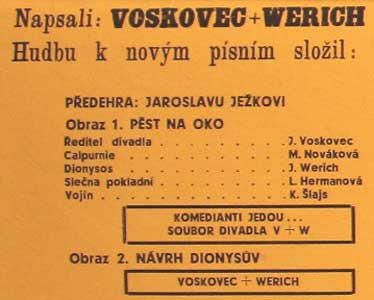 Napsali: VOSKOVEC+WERICH
Hudbu k novým písním složil:
PŘEDEHRA: JAROSLAVU JEŽKOVI
Obraz 1. PĚST NA OKO
Ředitel divadla . . . . . . . . J. Voskovec
Calpurnie . . . . . . . . . M. Nováková
Dionysos . . . . . . . . . J. Werich
Slečna pokladní . . . . . . . . L. Hermanová
Vojín . . . . . . . . . . K. Šlajs
KOMEDIANTI JEDOU...
SOUBOR DIVADLA V + W
Obraz 2. NÁVRH DIONYSŮV
VOSKOVEC + WERICH